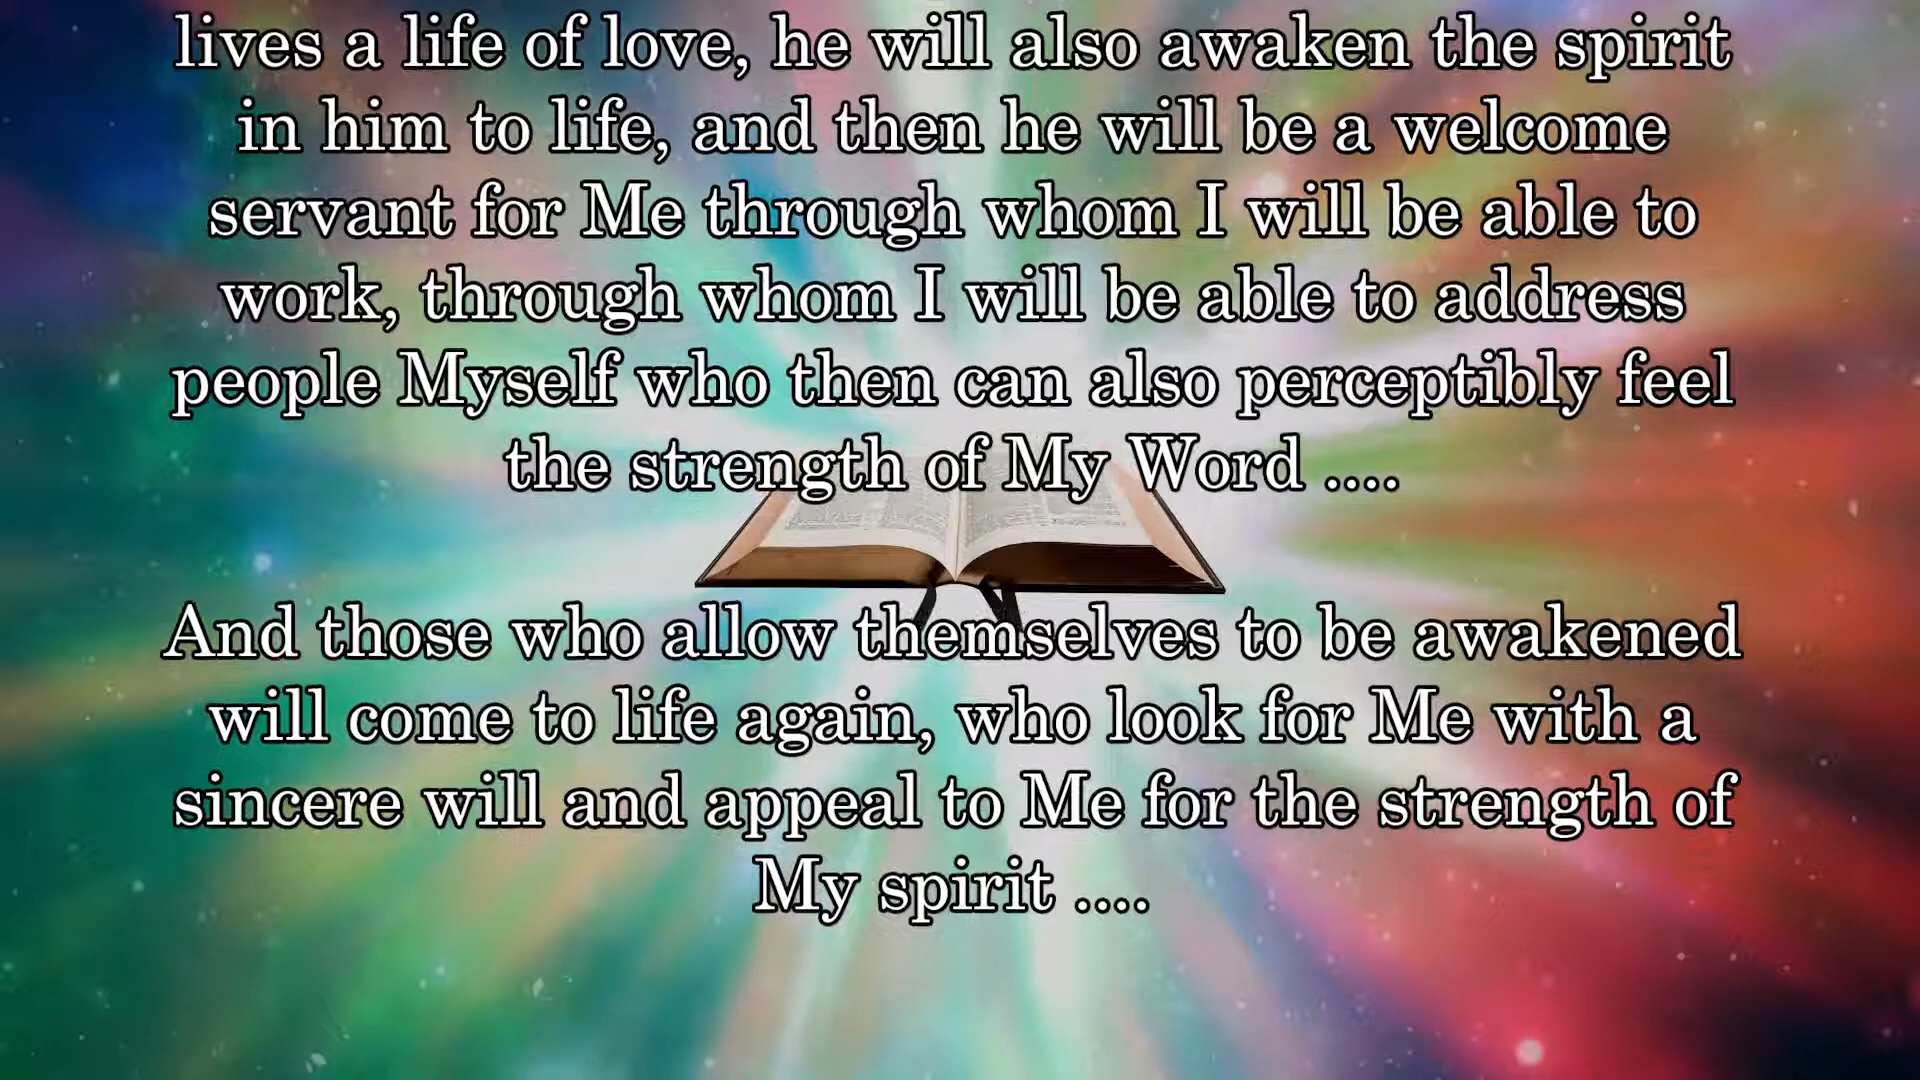 lives a life of love, he will also awaken the spirit
in him to life, and then he will be a welcome
servant for Me through whom I will be able to
work, through whom I will be able to address
people Myself who then can also perceptibly feel
the strength of My Word ....
And those who allow themselves to be awakened
will come to life again, who look for Me with a
sincere will and appeal to Me for the strength of
My spirit ....